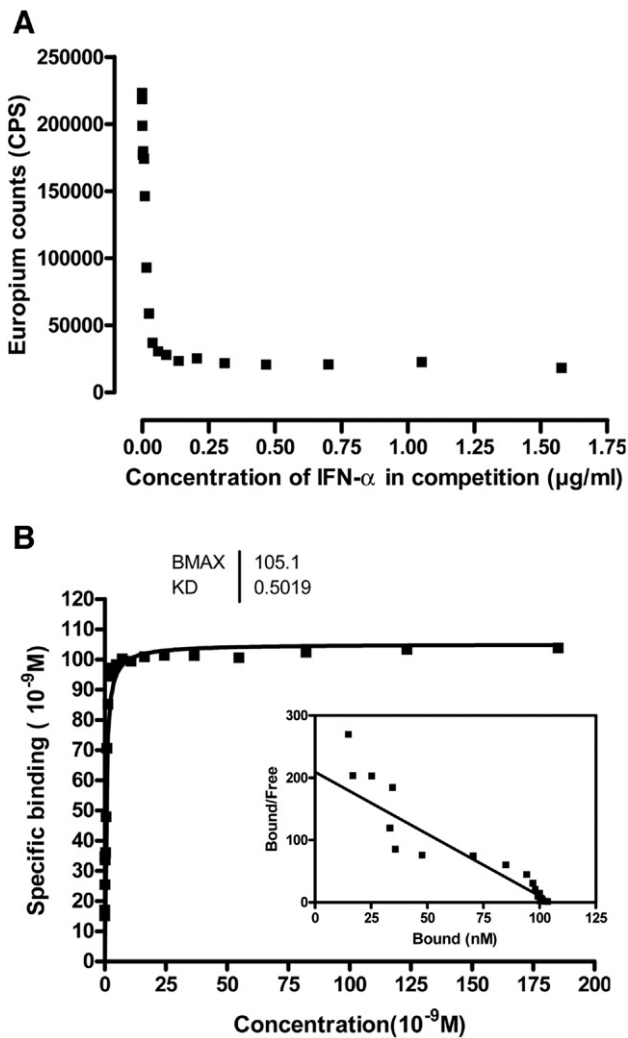 A
250000
200000
150000
100000
50000
0
Europium counts (CPS)
0.00 0.25 0.50 0.75 1.00 1.25 1.50 1.75
Concentration of IFN-α in competition (µg/ml)
B
BMAX 105.1
KD 0.5019
120
110
100
90
80
70
60
50
40
30
20
10
0
Specific binding ( 10⁻⁹M)
300
200
100
0
Bound/Free
0 25 50 75 100 125
Bound (nM)
0 25 50 75 100 125 150 175 200
Concentration(10⁻⁹M)